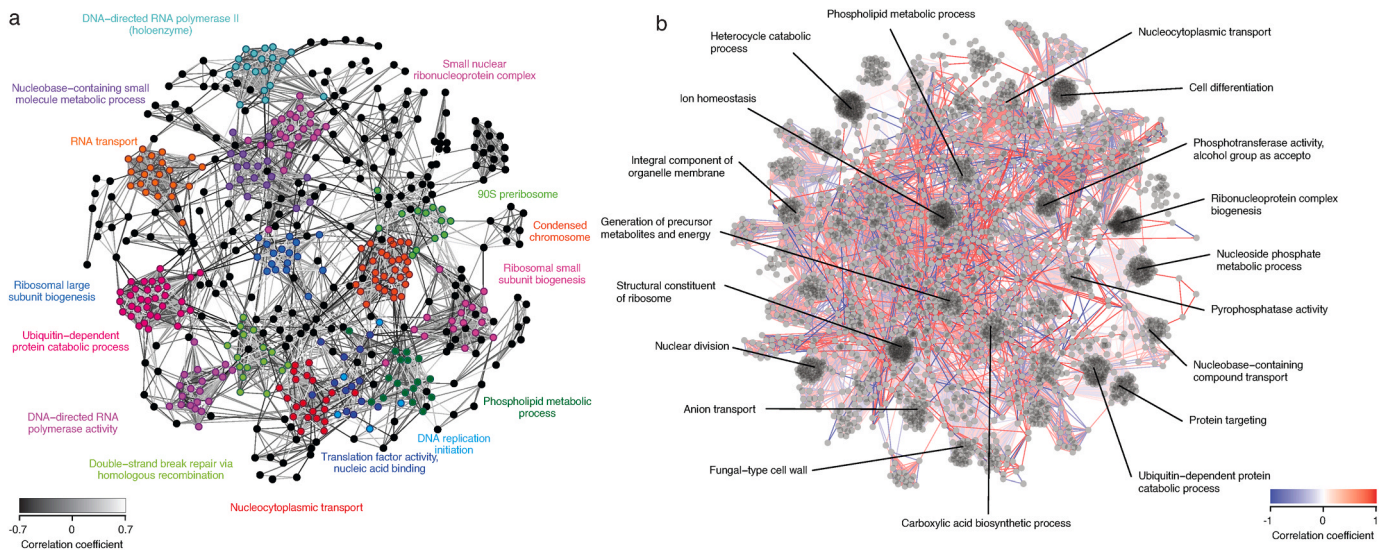 a
DNA-directed RNA polymerase II
(holoenzyme)
Small nuclear
ribonucleoprotein complex
Nucleobase-containing small
molecule metabolic process
RNA transport
90S preribosome
Condensed
chromosome
Ribosomal small
subunit biogenesis
Ribosomal large
subunit biogenesis
Ubiquitin-dependent
protein catabolic process
Phospholipid metabolic
process
DNA-directed RNA
polymerase activity
DNA replication
initiation
Translation factor activity,
nucleic acid binding
Double-strand break repair via
homologous recombination
Nucleocytoplasmic transport
-0.7
0
0.7
Correlation coefficient
b
Phospholipid metabolic process
Heterocycle catabolic
process
Nucleocytoplasmic transport
Ion homeostasis
Cell differentiation
Integral component of
organelle membrane
Phosphotransferase activity,
alcohol group as accepto
Generation of precursor
metabolites and energy
Ribonucleoprotein complex
biogenesis
Structural constituent
of ribosome
Nucleoside phosphate
metabolic process
Pyrophosphatase activity
Nuclear division
Nucleobase-containing
compound transport
Anion transport
Protein targeting
Fungal-type cell wall
Ubiquitin-dependent protein
catabolic process
Carboxylic acid biosynthetic process
-1
0
1
Correlation coefficient